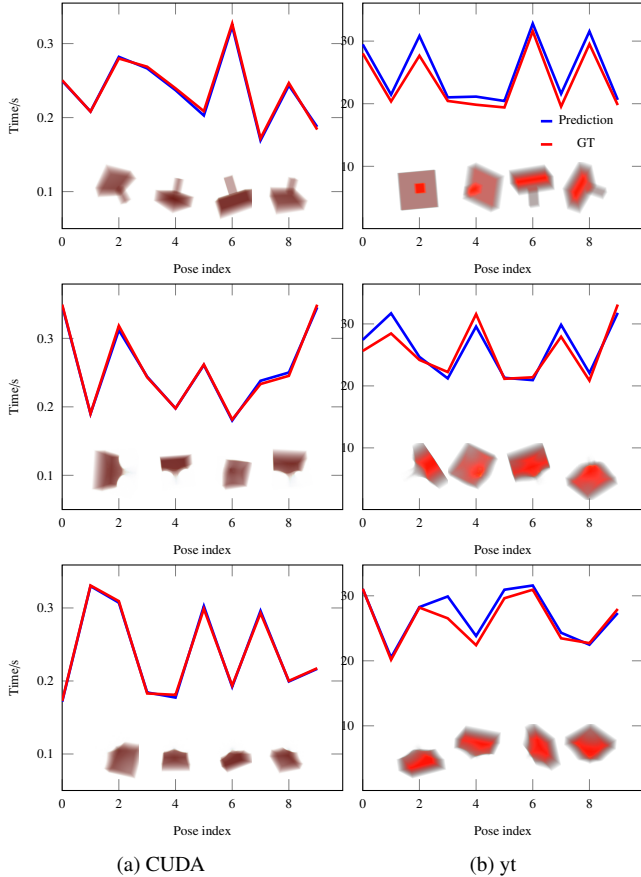 0.3
0.2
0.1
Time/s
0 2 4 6 8
Pose index
30
20
10
Prediction
GT
0 2 4 6 8
Pose index
0.3
0.2
0.1
Time/s
0 2 4 6 8
Pose index
30
20
10
0 2 4 6 8
Pose index
0.3
0.2
0.1
Time/s
0 2 4 6 8
Pose index
30
20
10
0 2 4 6 8
Pose index
(a) CUDA
(b) yt